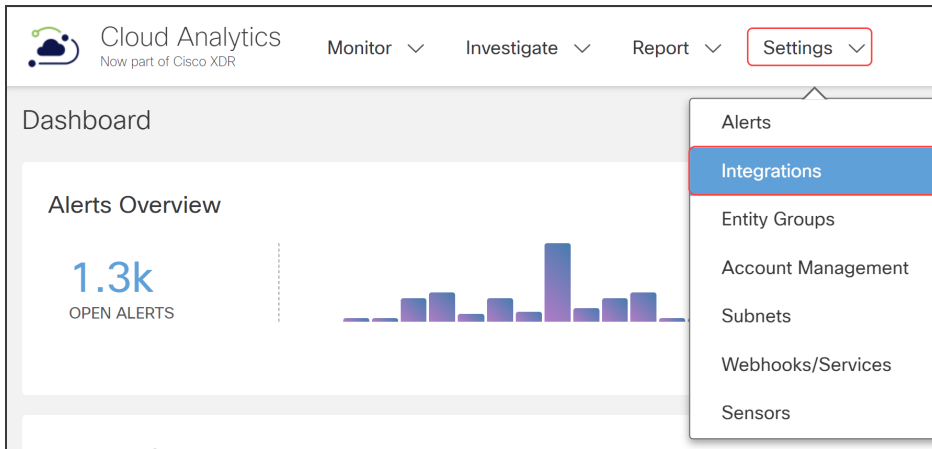 Cloud Analytics
Now part of Cisco XDR
Monitor
Investigate
Report
Settings
Dashboard
Alerts
Integrations
Entity Groups
Account Management
Subnets
Webhooks/Services
Sensors
Alerts Overview
1.3k
OPEN ALERTS